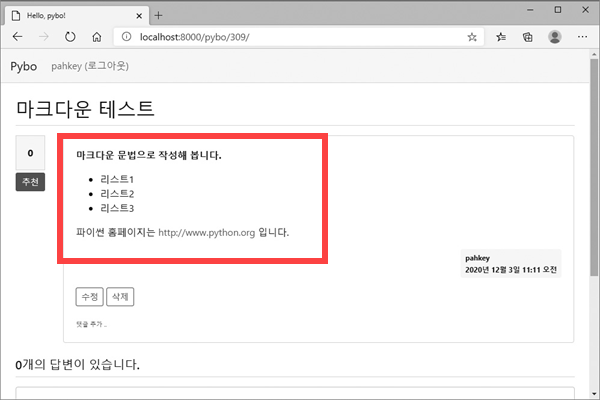 Hello, pybo!
localhost:8000/pybo/309/
Pybo pahkey (로그아웃)
마크다운 테스트
0
추천
마크다운 문법으로 작성해 봅니다.
리스트1
리스트2
리스트3
파이썬 홈페이지는 http://www.python.org 입니다.
pahkey
2020년 12월 3일 11:11 오전
수정 삭제
댓글 추가 ..
0개의 답변이 있습니다.